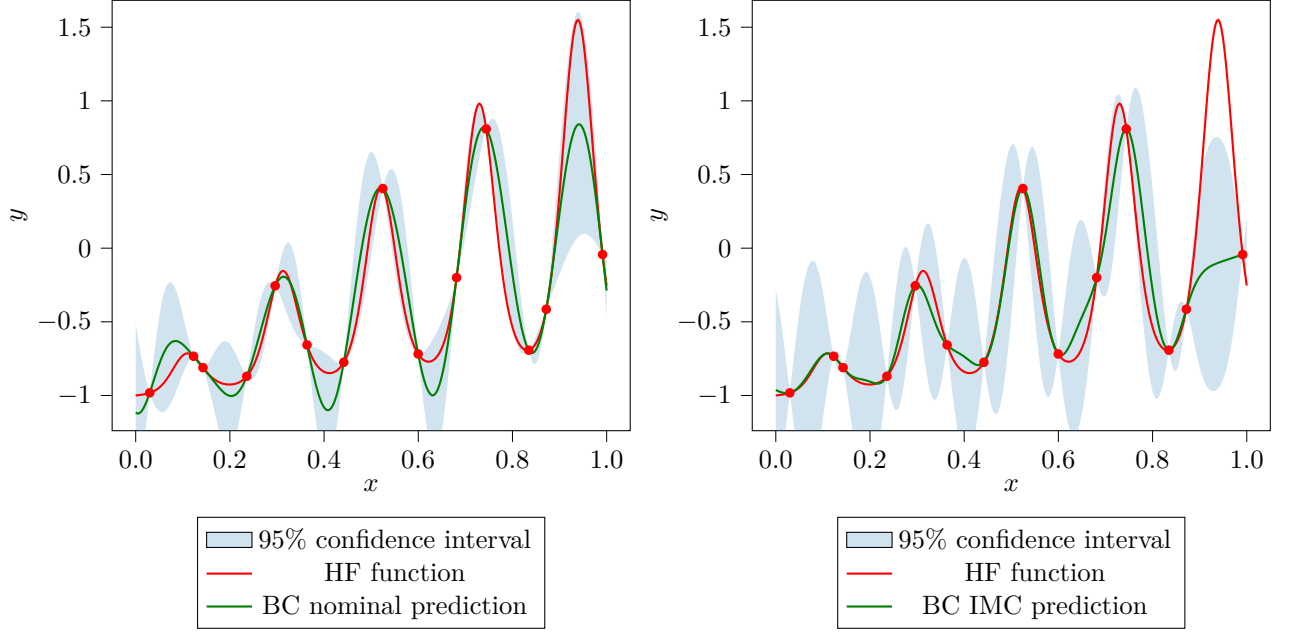 1.5
1
0.5
0
−0.5
−1
y
0.0 0.2 0.4 0.6 0.8 1.0
x
95% confidence interval
HF function
BC nominal prediction
1.5
1
0.5
0
−0.5
−1
y
0.0 0.2 0.4 0.6 0.8 1.0
x
95% confidence interval
HF function
BC IMC prediction